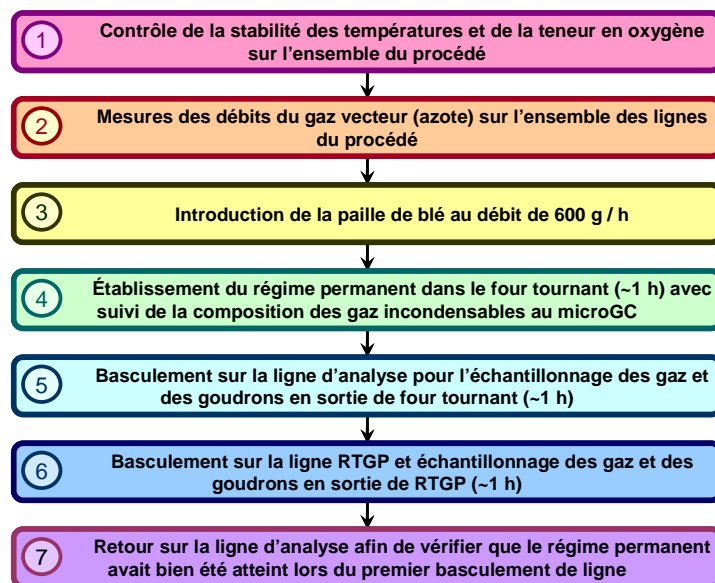 1
Contrôle de la stabilité des températures et de la teneur en oxygène
sur l'ensemble du procédé
2
Mesures des débits du gaz vecteur (azote) sur l'ensemble des lignes
du procédé
3
Introduction de la paille de blé au débit de 600 g / h
4
Établissement du régime permanent dans le four tournant (~1 h) avec
suivi de la composition des gaz incondensables au microGC
5
Basculement sur la ligne d'analyse pour l'échantillonnage des gaz et
des goudrons en sortie de four tournant (~1 h)
6
Basculement sur la ligne RTGP et échantillonnage des gaz et des
goudrons en sortie de RTGP (~1 h)
7
Retour sur la ligne d'analyse afin de vérifier que le régime permanent
avait bien été atteint lors du premier basculement de ligne